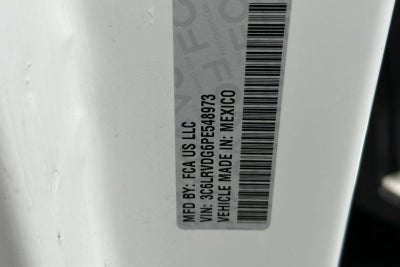 MFD BY: FCA US LLC
VIN: 3C6LRVDG6PE548973
VEHICLE MADE IN: MEXICO